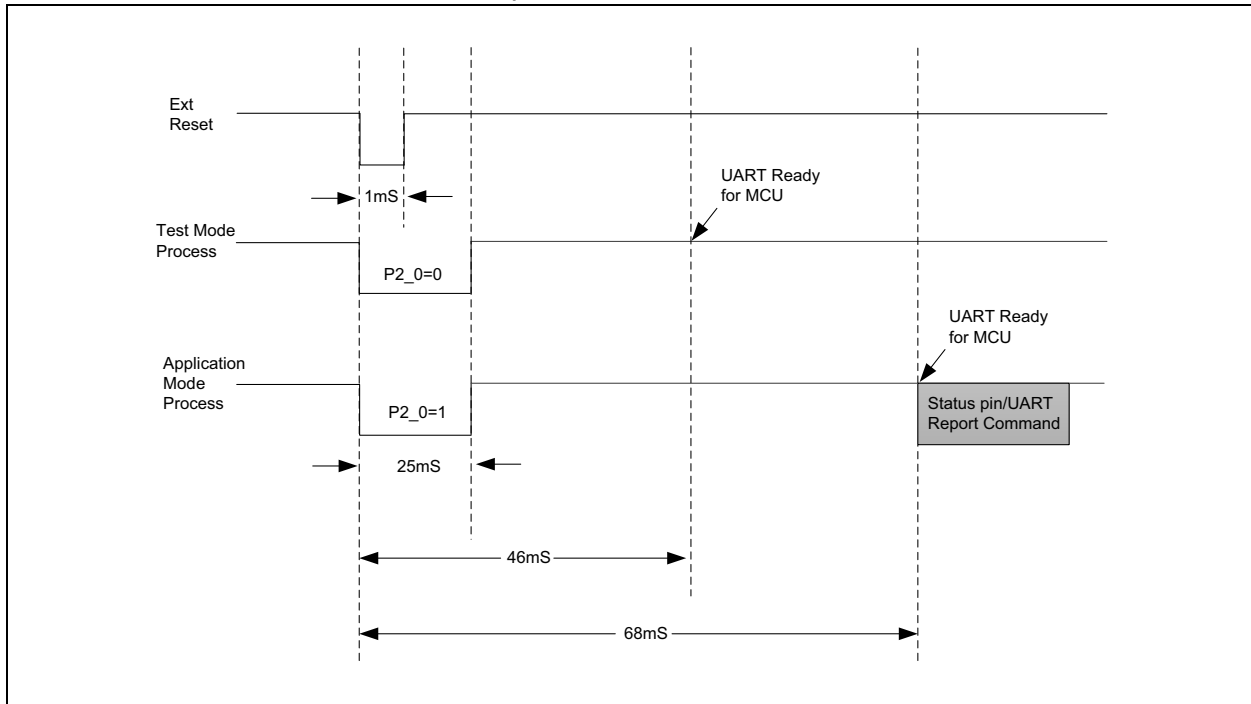 Ext
Reset
1mS
UART Ready
for MCU
Test Mode
Process
P2_0=0
UART Ready
for MCU
Application
Mode
Process
P2_0=1
Status pin/UART
Report Command
25mS
46mS
68mS